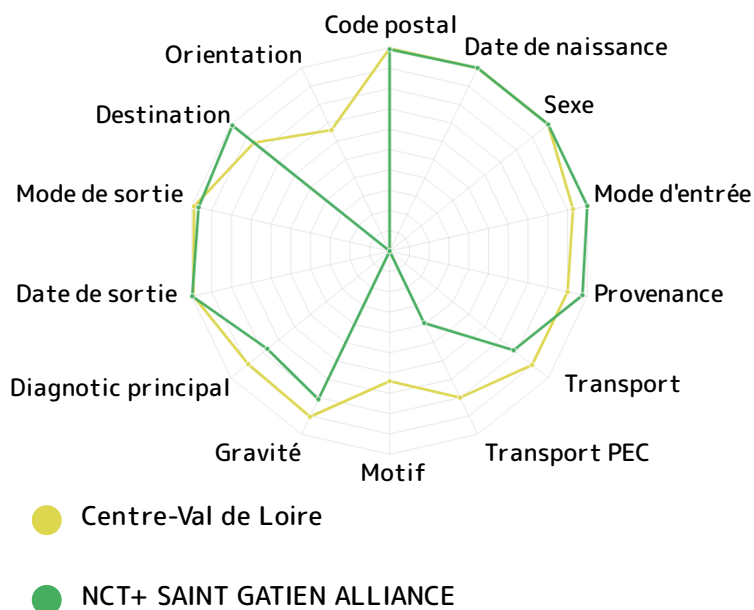 Code postal
Orientation
Date de naissance
Destination
Sexe
Mode de sortie
Mode d'entrée
Date de sortie
Provenance
Diagnotic principal
Transport
Gravité
Transport PEC
Motif
Centre-Val de Loire
NCT+ SAINT GATIEN ALLIANCE